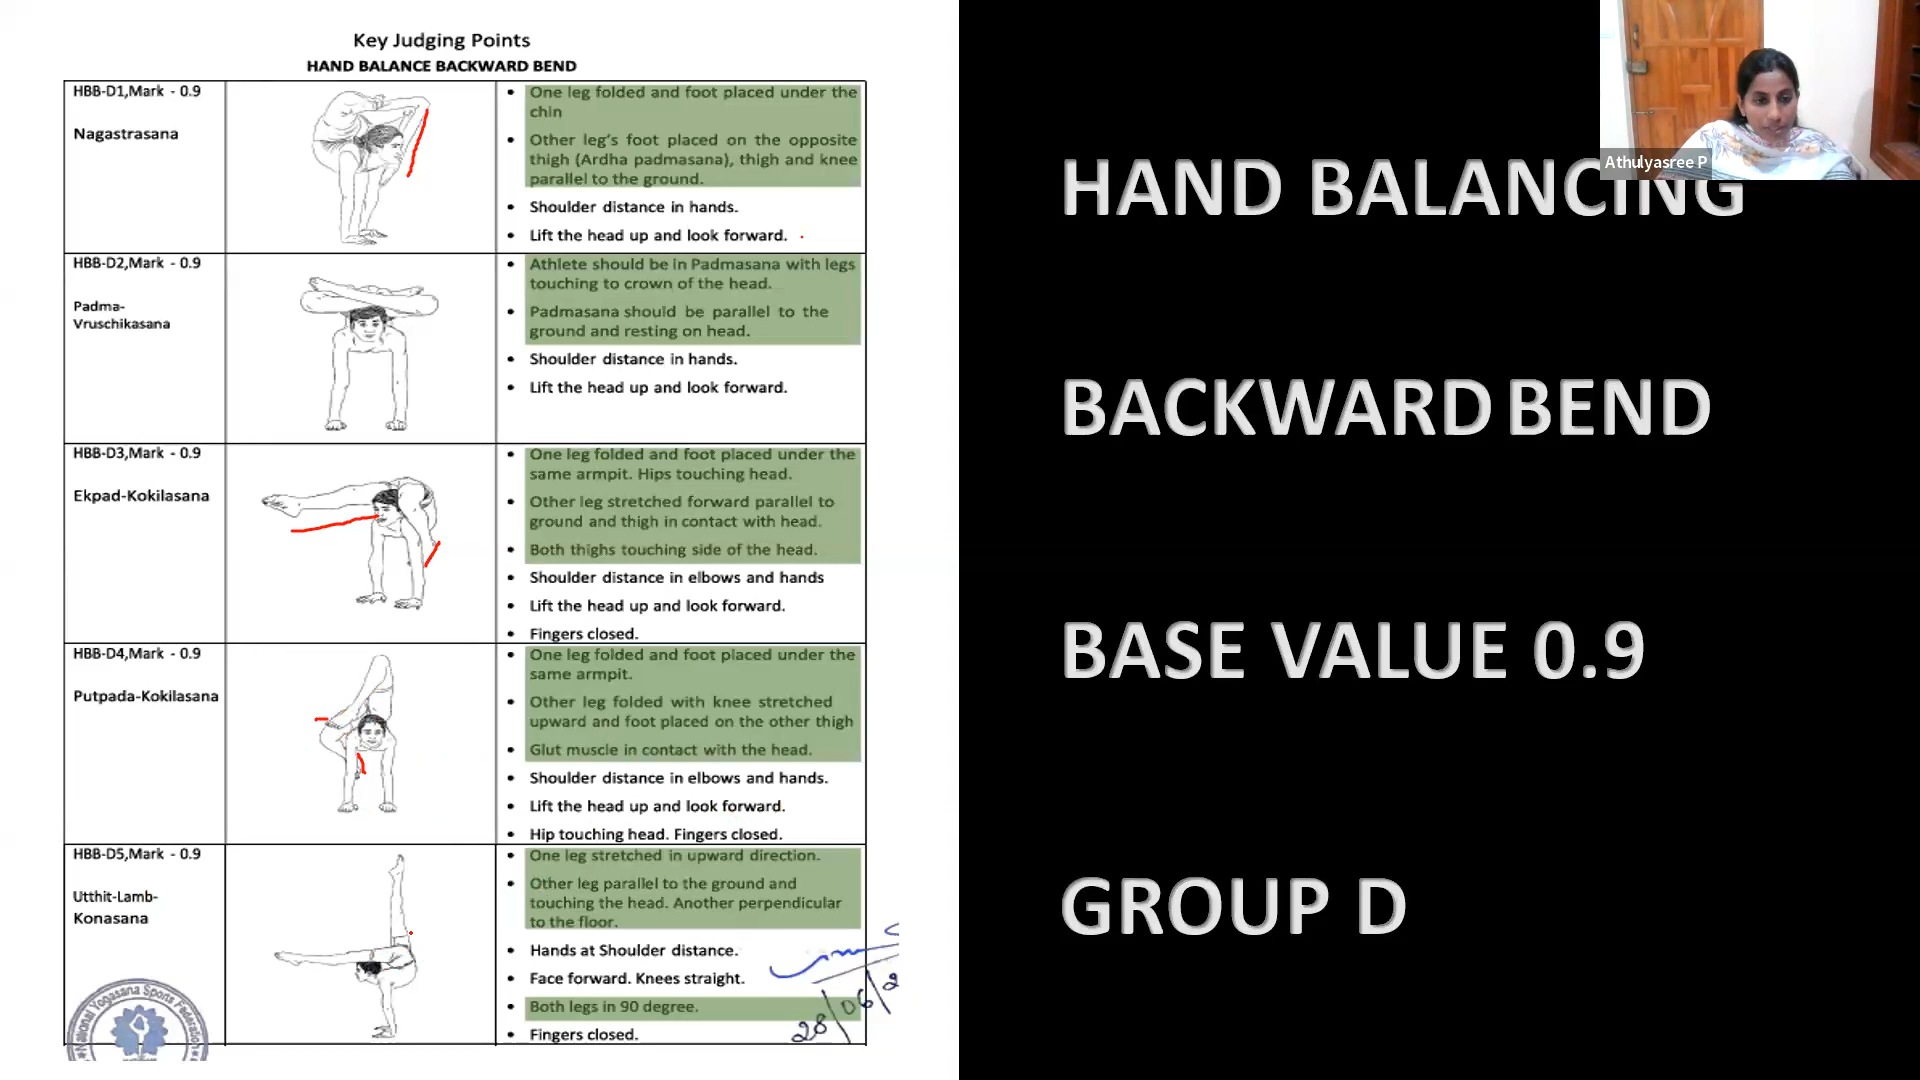 Key Judging Points
HAND BALANCE BACKWARD BEND
HBB-D1,Mark - 0.9
Nagastrasana
• One leg folded and foot placed under the
chin
• Other leg's foot placed on the opposite
thigh (Ardha padmasana), thigh and knee
parallel to the ground.
• Shoulder distance in hands.
• Lift the head up and look forward.
HBB-D2,Mark - 0.9
Padma-
Vruschikasana
• Athlete should be in Padmasana with legs
touching to crown of the head.
• Padmasana should be parallel to the
ground and resting on head.
• Shoulder distance in hands.
• Lift the head up and look forward.
HBB-D3,Mark - 0.9
Ekpad-Kokilasana
• One leg folded and foot placed under the
same armpit. Hips touching head.
• Other leg stretched forward parallel to
ground and thigh in contact with head.
• Both thighs touching side of the head.
• Shoulder distance in elbows and hands
• Lift the head up and look forward.
• Fingers closed.
HBB-D4,Mark - 0.9
Putpada-Kokilasana
• One leg folded and foot placed under the
same armpit.
• Other leg folded with knee stretched
upward and foot placed on the other thigh
• Glut muscle in contact with the head.
• Shoulder distance in elbows and hands.
• Lift the head up and look forward.
• Hip touching head. Fingers closed.
HBB-D5,Mark - 0.9
Utthit-Lamb-
Konasana
• One leg stretched in upward direction.
• Other leg parallel to the ground and
touching the head. Another perpendicular
to the floor.
• Hands at Shoulder distance.
• Face forward. Knees straight.
• Both legs in 90 degree.
• Fingers closed.
28/06/2
National Yogasana Sports Federation
HAND BALANCING
BACKWARD BEND
BASE VALUE 0.9
GROUP D
Athulyasree P